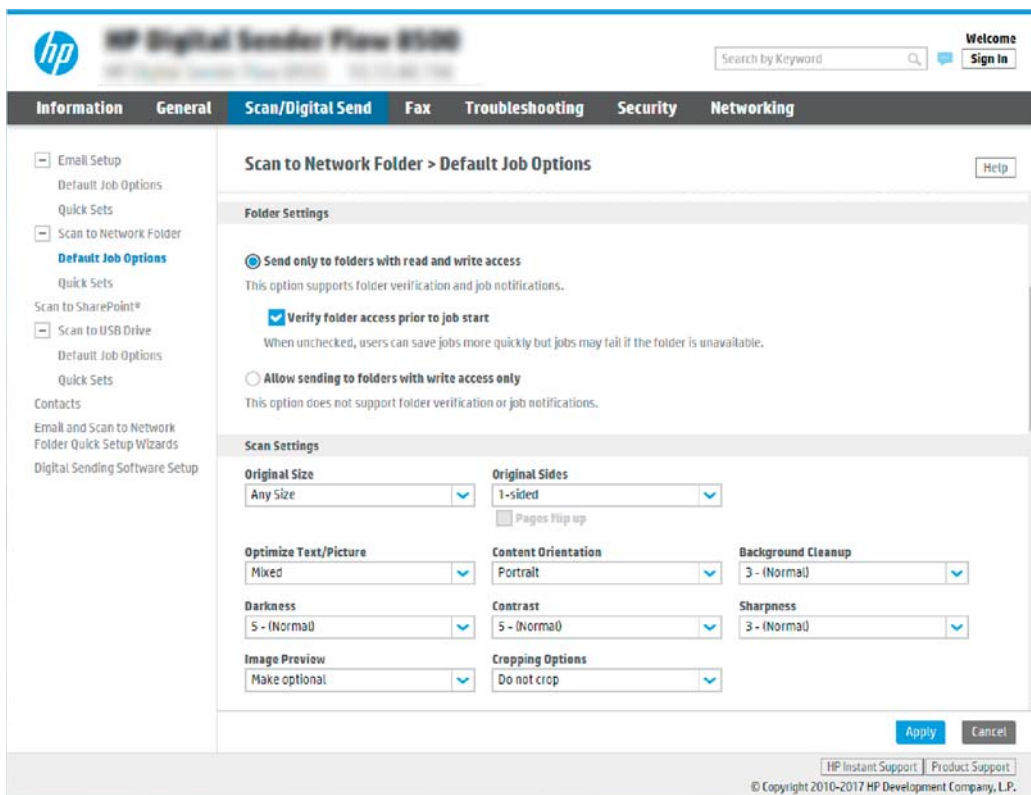 hp
HP Digital Sender Flow 8500
Welcome
Search by Keyword
Sign In
Information General Scan/Digital Send Fax Troubleshooting Security Networking
Email Setup
Default Job Options
Quick Sets
Scan to Network Folder
Default Job Options
Quick Sets
Scan to SharePoint®
Scan to USB Drive
Default Job Options
Quick Sets
Contacts
Email and Scan to Network
Folder Quick Setup Wizards
Digital Sending Software Setup
Scan to Network Folder > Default Job Options
Help
Folder Settings
Send only to folders with read and write access
This option supports folder verification and job notifications.
Verify folder access prior to job start
When unchecked, users can save jobs more quickly but jobs may fail if the folder is unavailable.
Allow sending to folders with write access only
This option does not support folder verification or job notifications.
Scan Settings
Original Size Original Sides
Any Size 1-sided
Pages flip up
Optimize Text/Picture Content Orientation Background Cleanup
Mixed Portrait 3 - (Normal)
Darkness Contrast Sharpness
5 - (Normal) 5 - (Normal) 3 - (Normal)
Image Preview Cropping Options
Make optional Do not crop
Apply Cancel
HP Instant Support Product Support
© Copyright 2010-2017 HP Development Company, L.P.